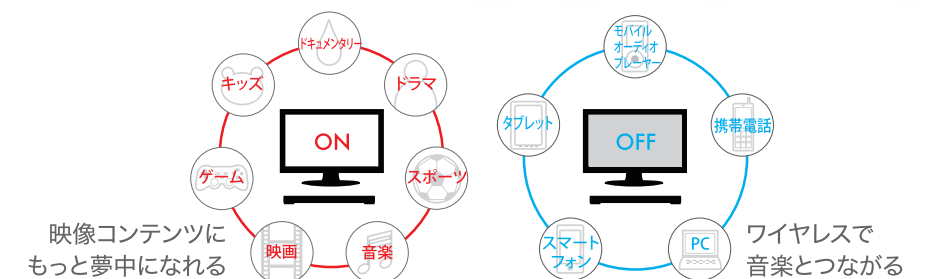 ドキュメンタリー
キッズ
ドラマ
ON
ゲーム
スポーツ
映画
音楽
映像コンテンツに
もっと夢中になれる
モバイル
オーディオ
プレーヤー
タブレット
携帯電話
OFF
スマート
フォン
PC
ワイヤレスで
音楽とつながる